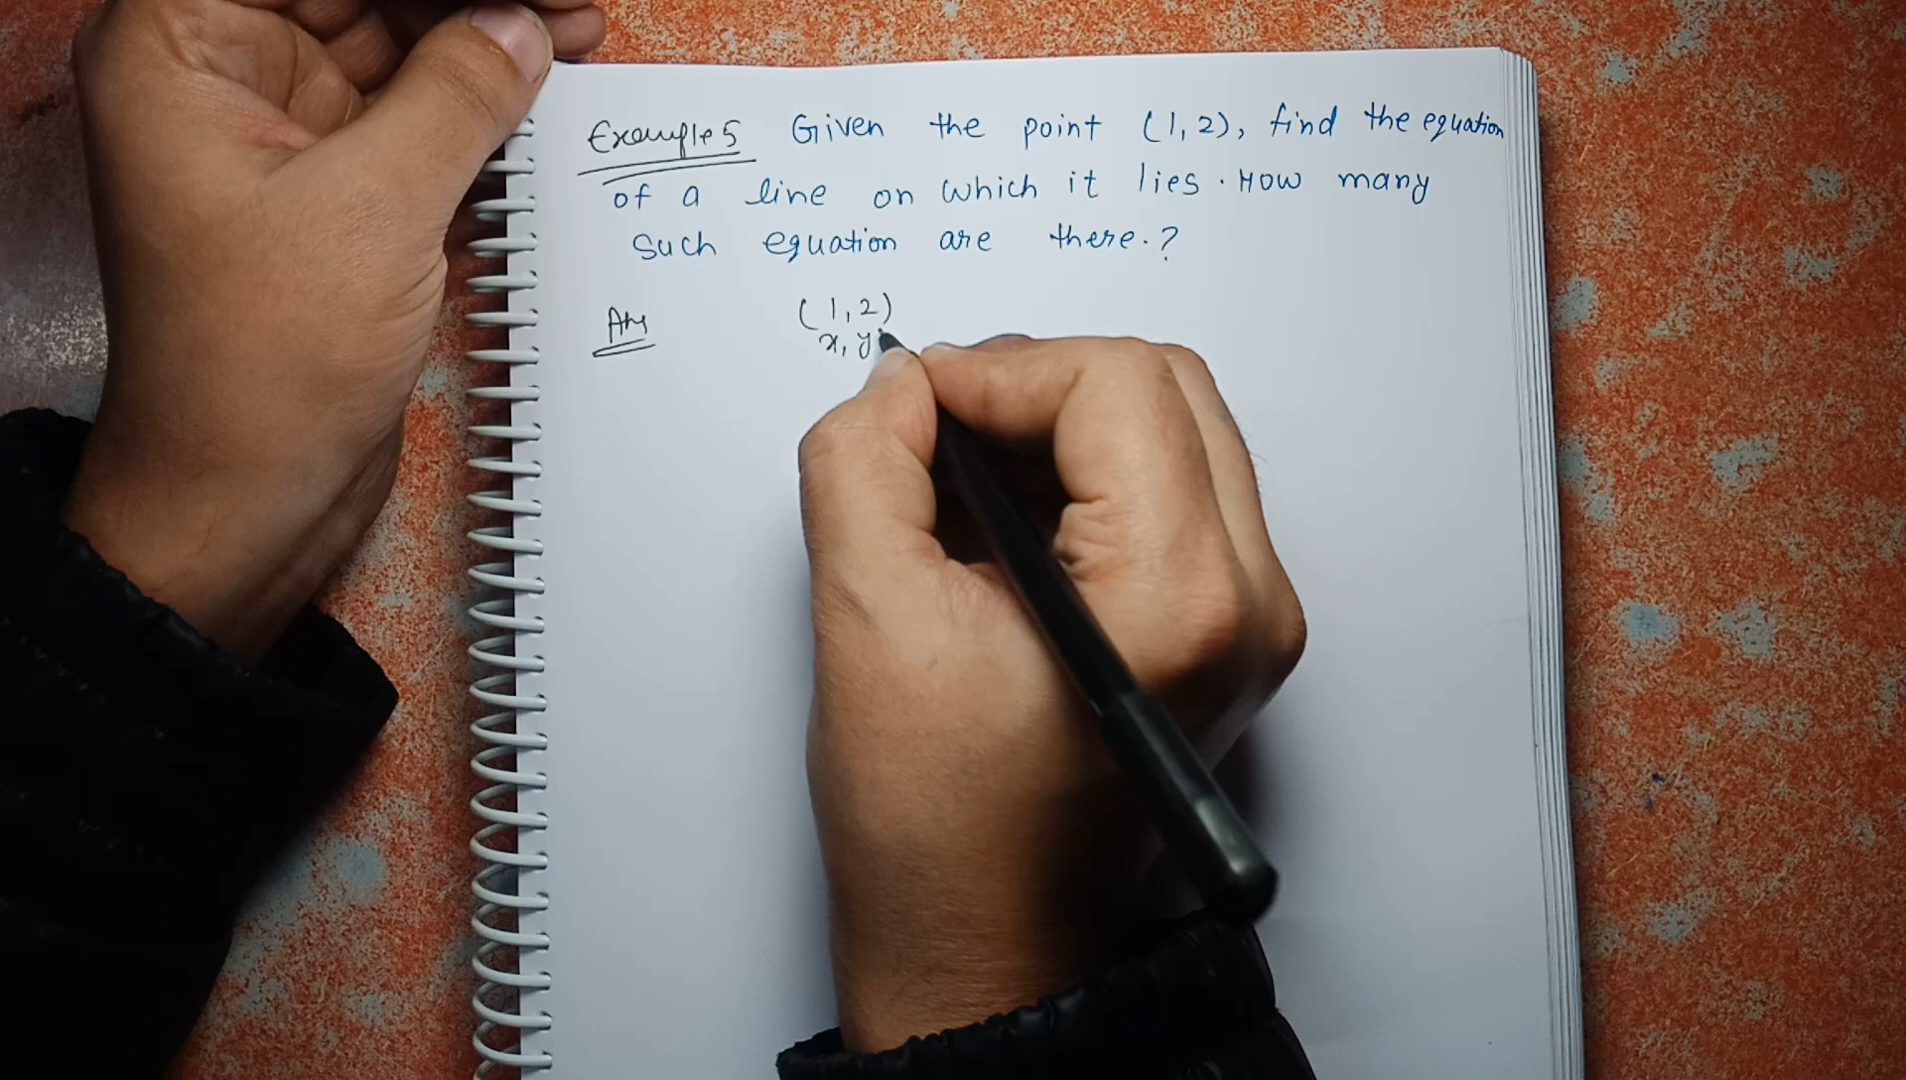 Example 5 Given the point (1,2), find the equation
of a line on which it lies. How many
such equation are there.?
Ans (1,2)
x, y